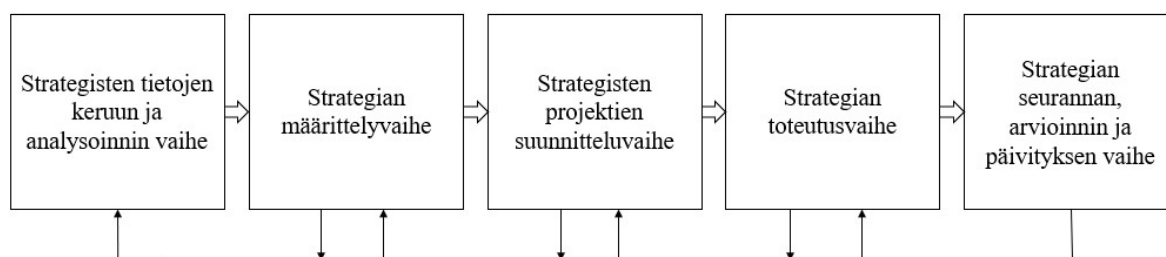 Strategisten tietojen
keruun ja
analysoinnin vaihe
Strategian
määrittelyvaihe
Strategisten
projektien
suunnitteluvaihe
Strategian
toteutusvaihe
Strategian
seurannan,
arvioinnin ja
päivityksen vaihe